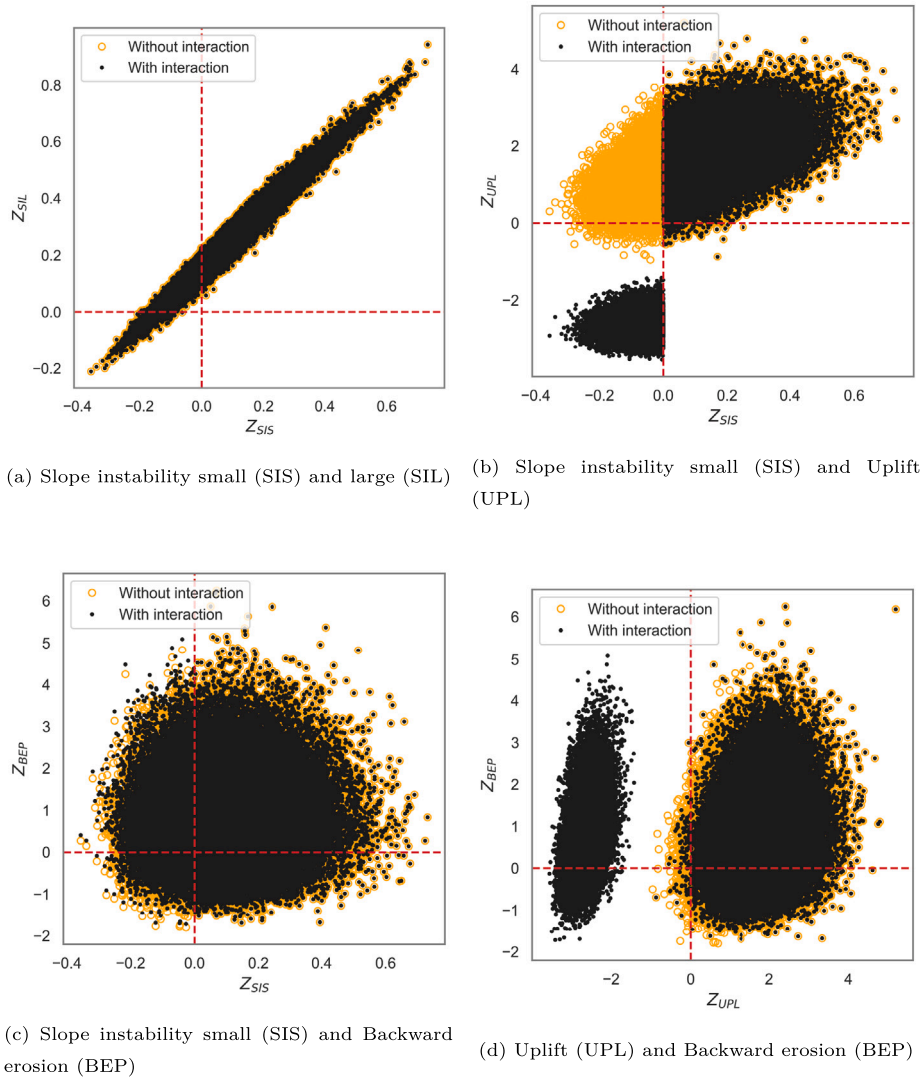 Without interaction
With interaction
0.8
0.6
0.4
0.2
0.0
−0.2
Z_SIL
−0.4 −0.2 0.0 0.2 0.4 0.6
Z_SIS
(a) Slope instability small (SIS) and large (SIL)
Without interaction
With interaction
4
2
0
−2
Z_UPL
0.0 0.2 0.4 0.6
−0.4 −0.2
Z_SIS
(b) Slope instability small (SIS) and Uplift
(UPL)
Without interaction
With interaction
6
5
4
3
2
1
0
−1
−2
Z_BEP
−0.4 −0.2 0.0 0.2 0.4 0.6
Z_SIS
(c) Slope instability small (SIS) and Backward
erosion (BEP)
Without interaction
With interaction
6
5
4
3
2
1
0
−1
−2
Z_BEP
−2 0 2 4
Z_UPL
(d) Uplift (UPL) and Backward erosion (BEP)